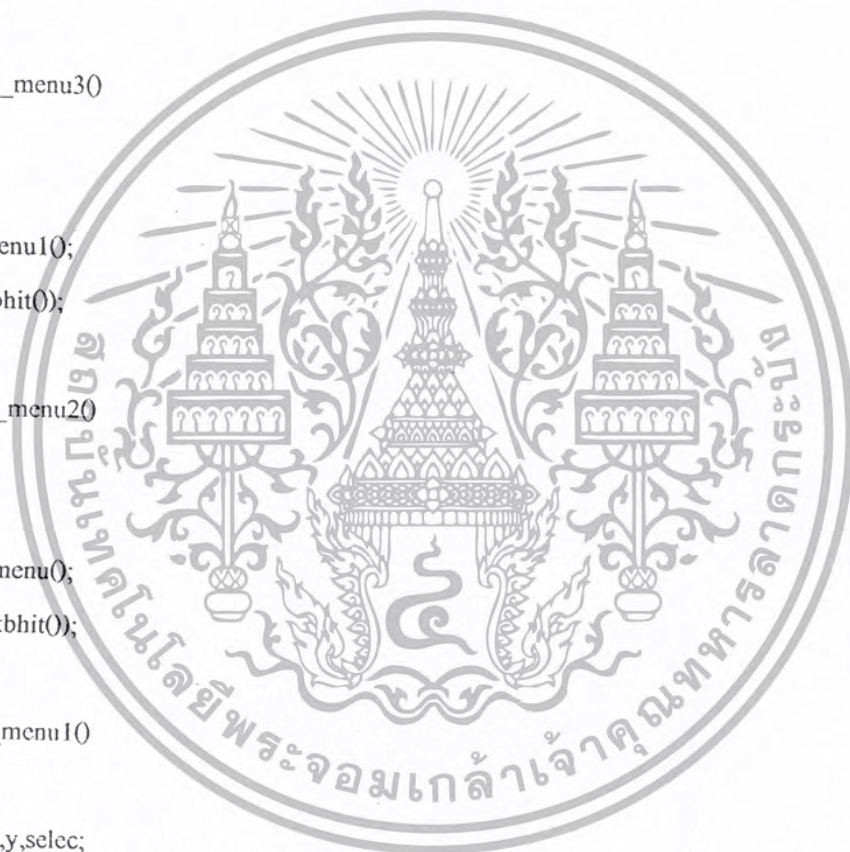 _menu3()
enu1();
bhit());
_menu2()
menu();
kbhit());
_menu1()
,y,selec;
สถาบันเทคโนโลยีพระจอมเกล้าเจ้าคุณทหารลาดกระบัง